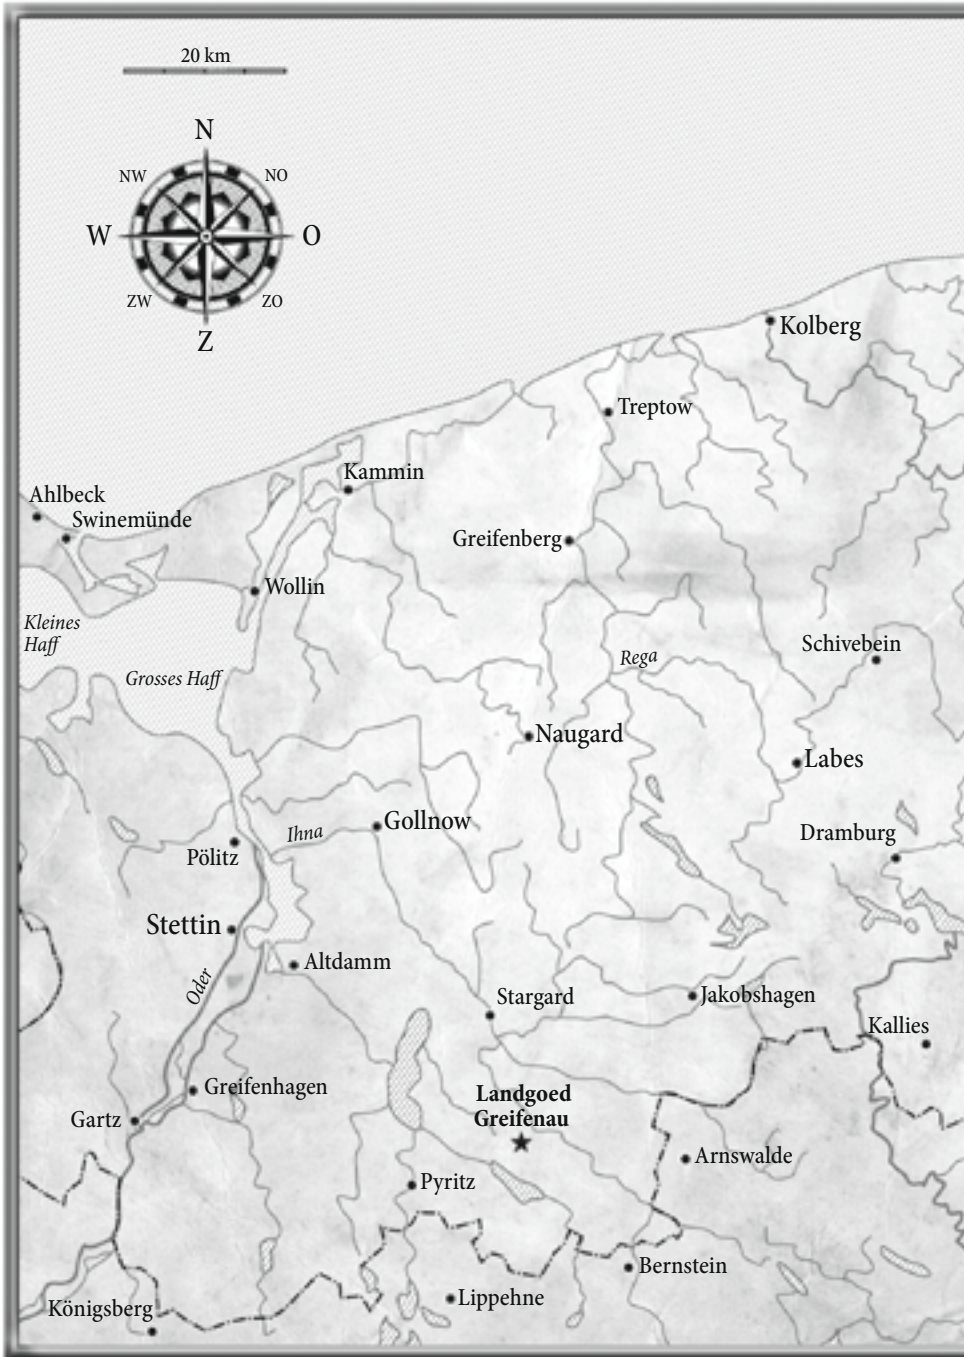 20 km
N
NW
NO
W
O
ZW
ZO
Z
Kolberg
Treptow
Kammin
Ahlbeck
Swinemünde
Greifenberg
Wollin
Kleines
Haff
Schivebein
Rega
Grosses Haff
Naugard
Labes
Gollnow
Ihna
Dramburg
Pölitz
Stettin
Altdamm
Oder
Stargard
Jakobshagen
Kallies
Greifenhagen
Landgoed
Greifenau
Gartz
Arnswalde
Pyritz
Bernstein
Lippehne
Königsberg